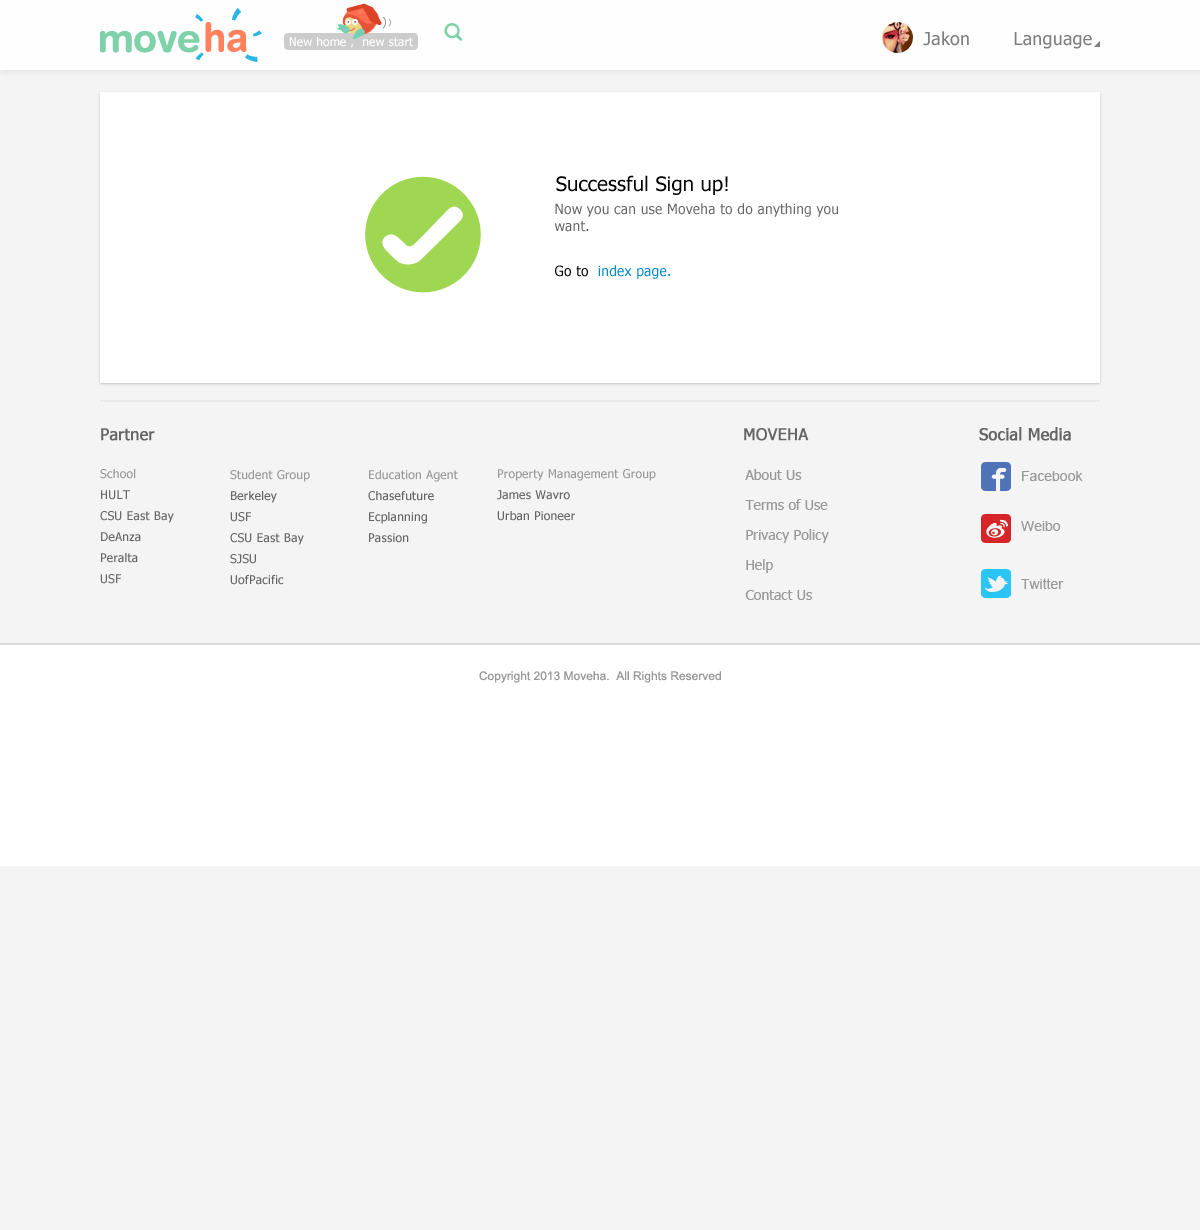 moveha
New home , new start
Jakon
Language
Successful Sign up!
Now you can use Moveha to do anything you
want.
Go to index page.
Partner
School
HULT
CSU East Bay
DeAnza
Peralta
USF
Student Group
Berkeley
USF
CSU East Bay
SJSU
UofPacific
Education Agent
Chasefuture
Ecplanning
Passion
Property Management Group
James Wavro
Urban Pioneer
MOVEHA
About Us
Terms of Use
Privacy Policy
Help
Contact Us
Social Media
Facebook
Weibo
Twitter
Copyright 2013 Moveha. All Rights Reserved